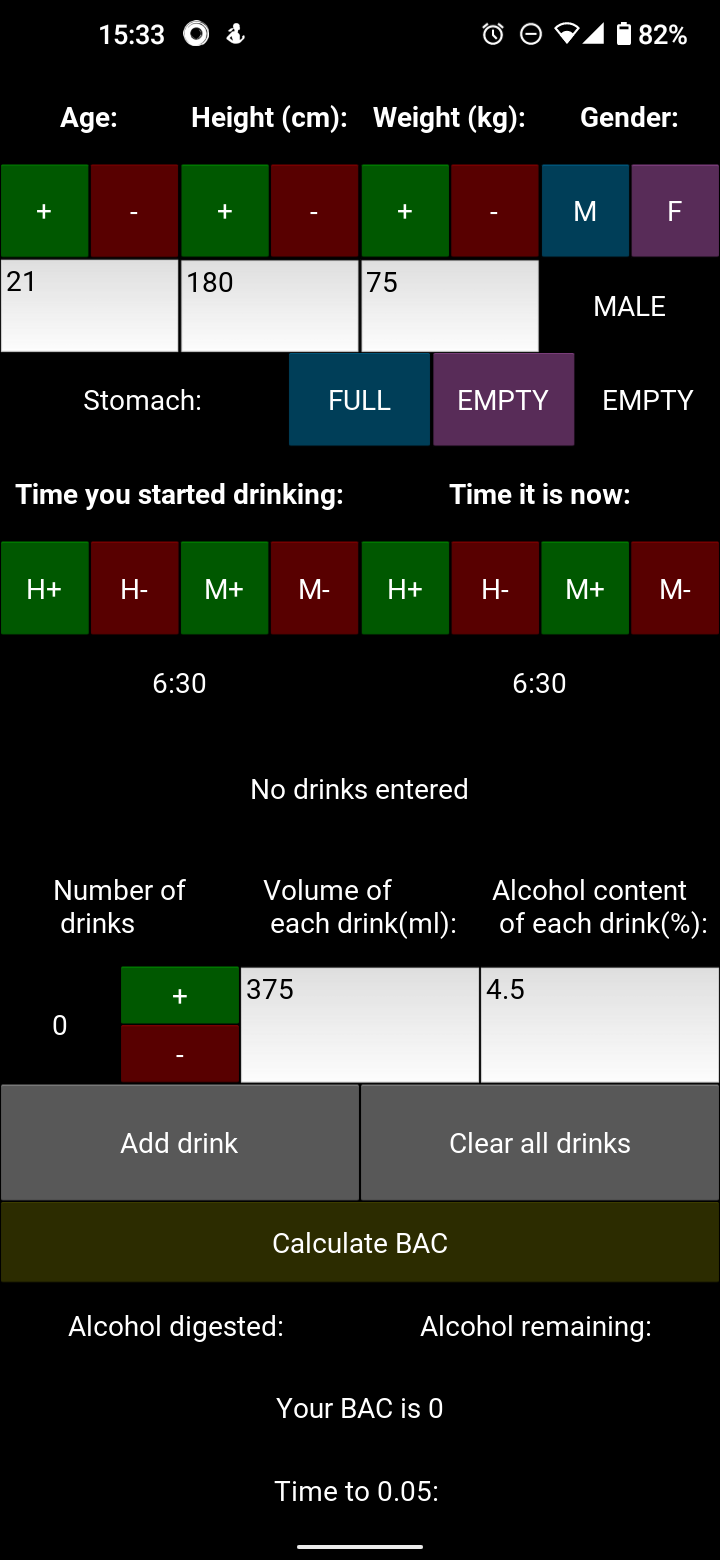 15:33 82%
Age: Height (cm): Weight (kg): Gender:
+ - + - + - M F
21 180 75 MALE
Stomach: FULL EMPTY EMPTY
Time you started drinking: Time it is now:
H+ H- M+ M- H+ H- M+ M-
6:30 6:30
No drinks entered
Number of Volume of Alcohol content
drinks each drink(ml): of each drink(%):
0 + 375 4.5
-
Add drink Clear all drinks
Calculate BAC
Alcohol digested: Alcohol remaining:
Your BAC is 0
Time to 0.05: